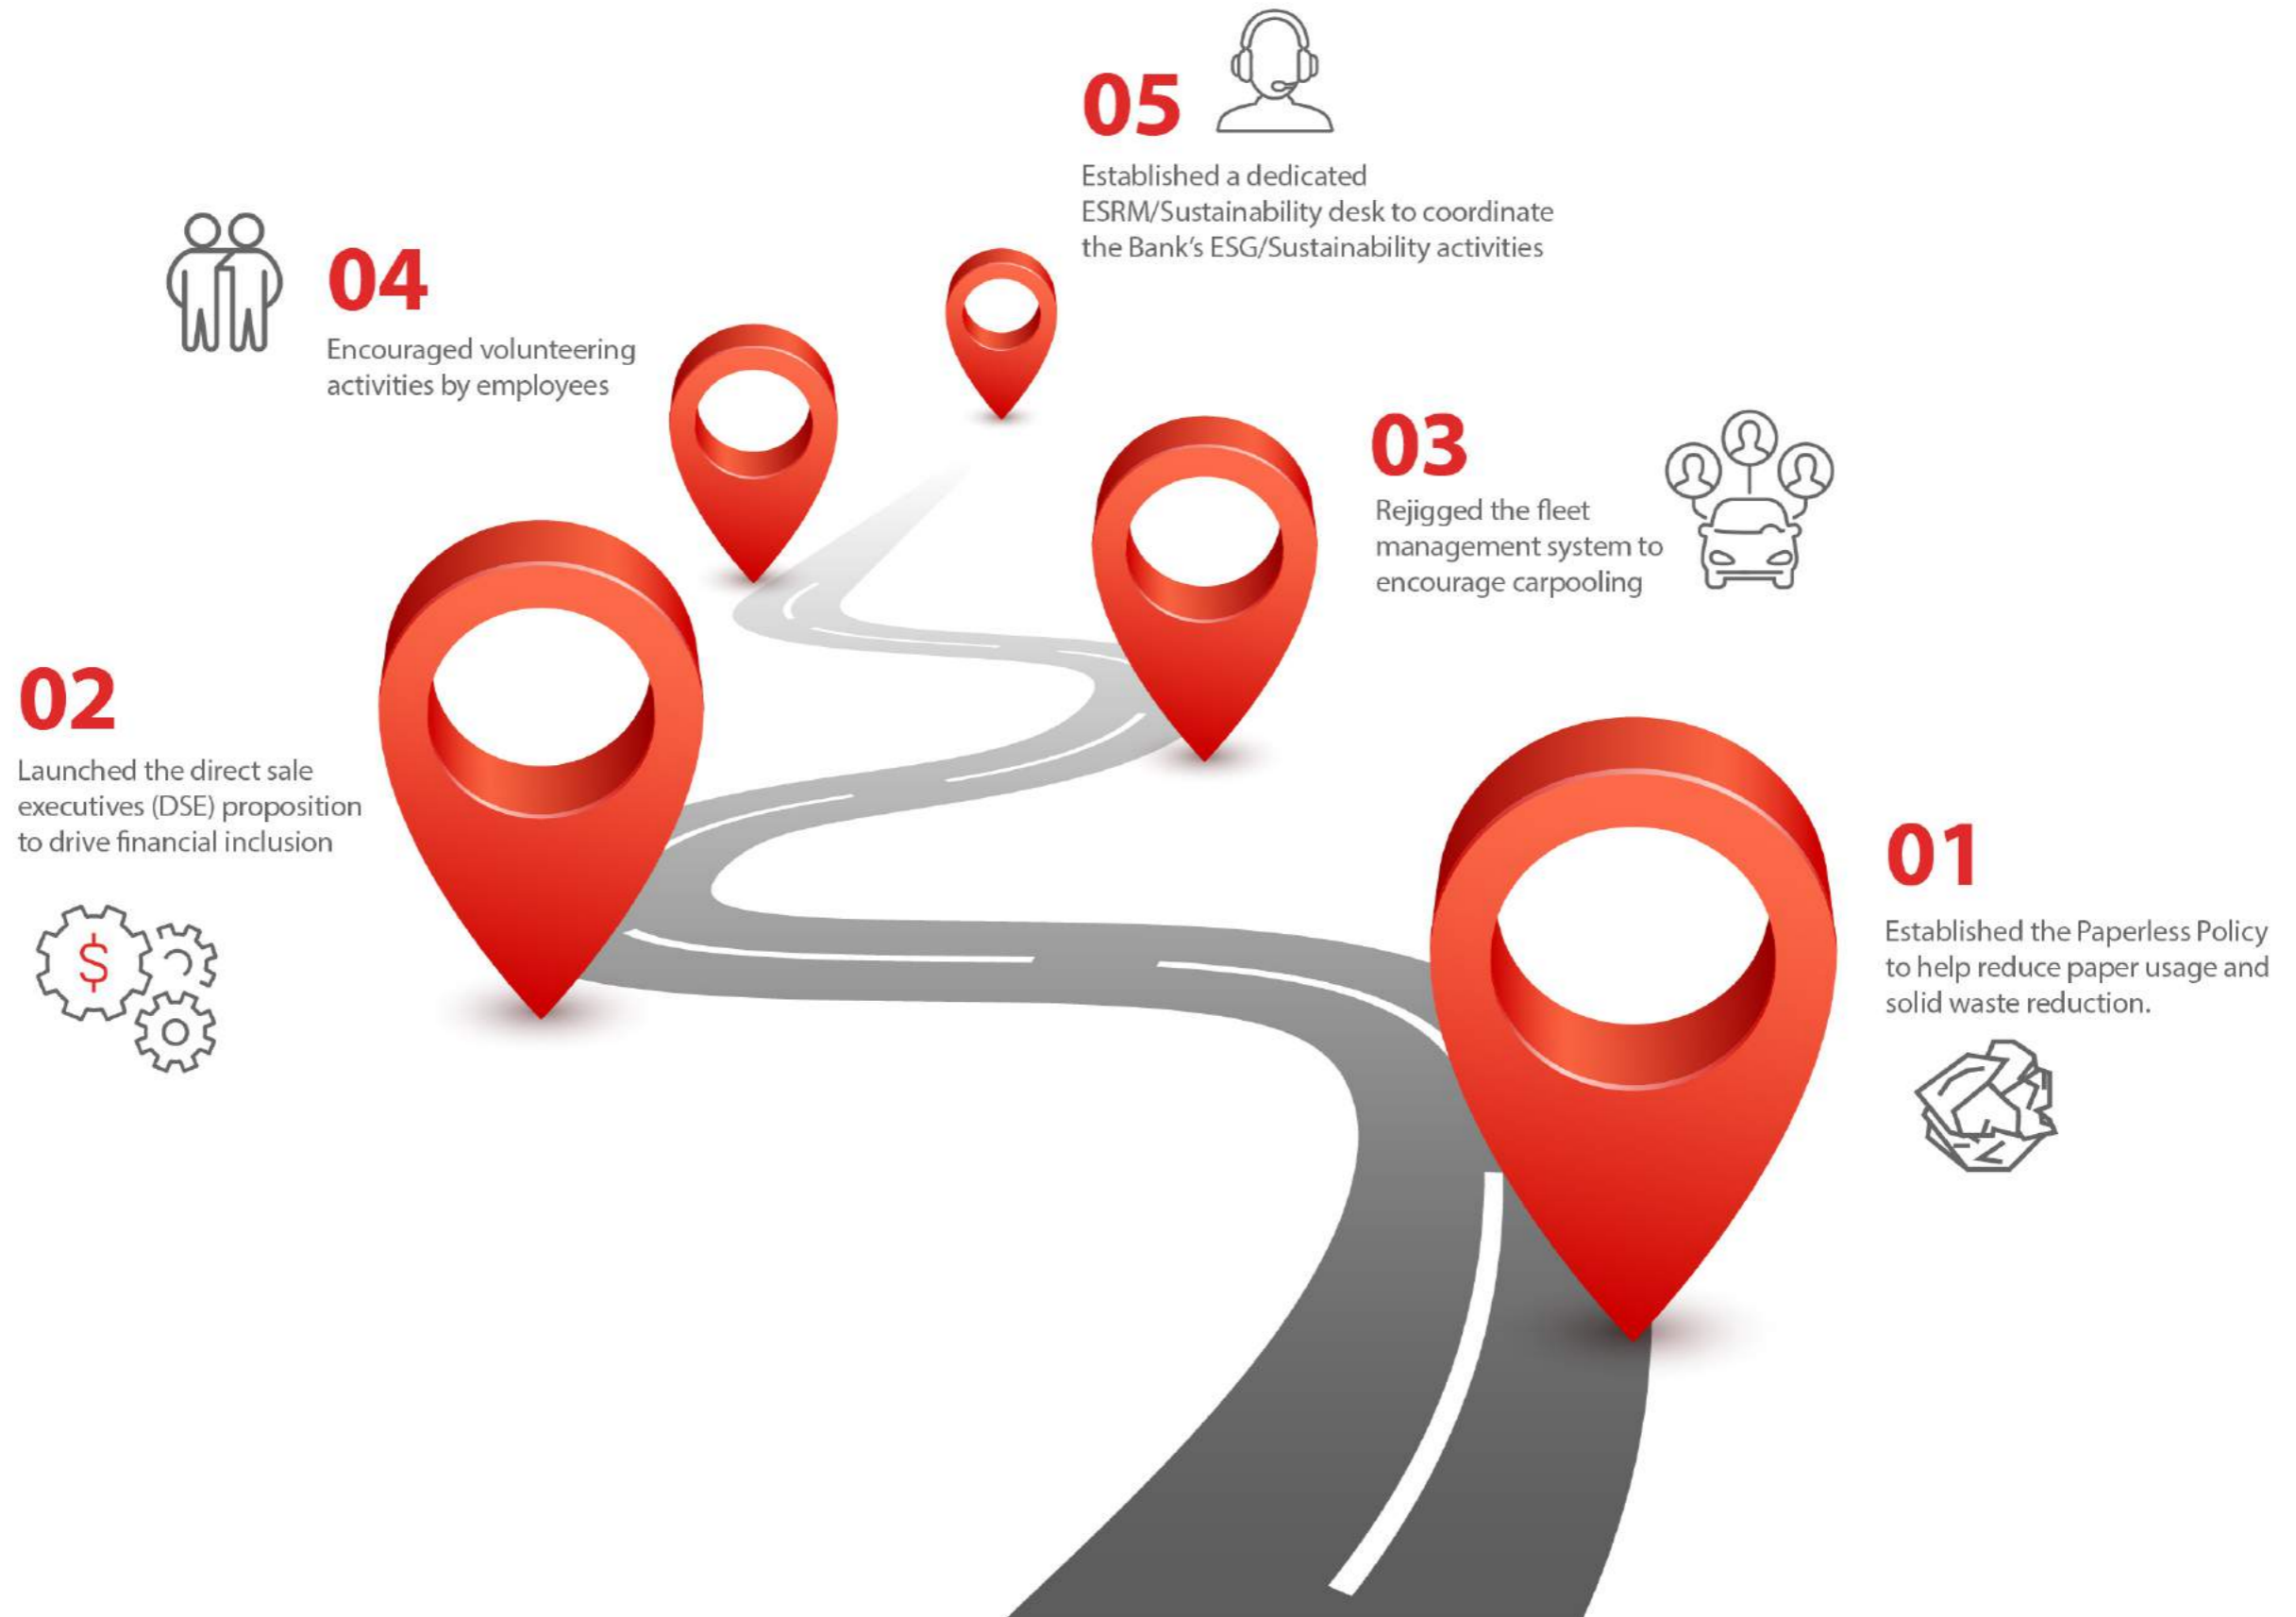 05
Established a dedicated
ESRM/Sustainability desk to coordinate
the Bank's ESG/Sustainability activities
04
Encouraged volunteering
activities by employees
03
Rejigged the fleet
management system to
encourage carpooling
02
Launched the direct sale
executives (DSE) proposition
to drive financial inclusion
$
01
Established the Paperless Policy
to help reduce paper usage and
solid waste reduction.